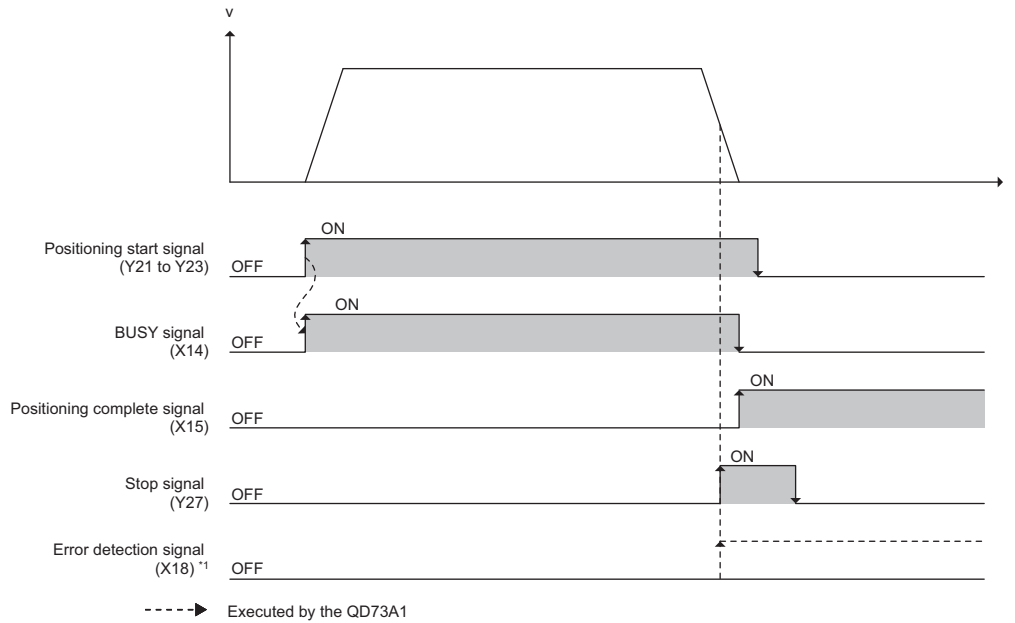 v
ON
Positioning start signal
(Y21 to Y23)
OFF
ON
BUSY signal
(X14)
OFF
ON
Positioning complete signal
(X15)
OFF
ON
Stop signal
(Y27)
OFF
Error detection signal
(X18) *1
OFF
Executed by the QD73A1